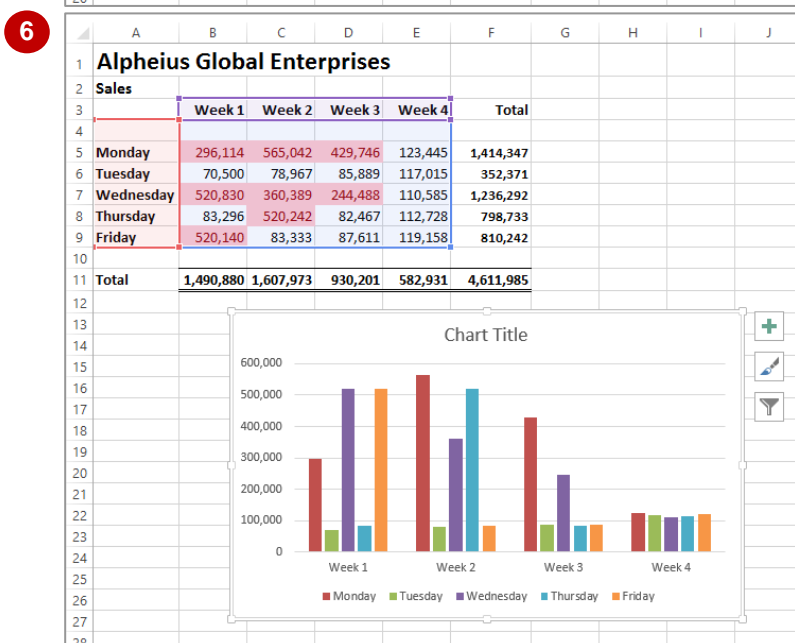 6
A B C D E F G H I J
1 Alpheius Global Enterprises
2 Sales
3 Week 1 Week 2 Week 3 Week 4 Total
4
5 Monday 296,114 565,042 429,746 123,445 1,414,347
6 Tuesday 70,500 78,967 85,889 117,015 352,371
7 Wednesday 520,830 360,389 244,488 110,585 1,236,292
8 Thursday 83,296 520,242 82,467 112,728 798,733
9 Friday 520,140 83,333 87,611 119,158 810,242
10
11 Total 1,490,880 1,607,973 930,201 582,931 4,611,985
12
13
Chart Title
14
15
600,000
16
500,000
17
400,000
18
19
300,000
20
200,000
21
22
100,000
23
0
24
Week 1 Week 2 Week 3 Week 4
25
26
Monday Tuesday Wednesday Thursday Friday
27